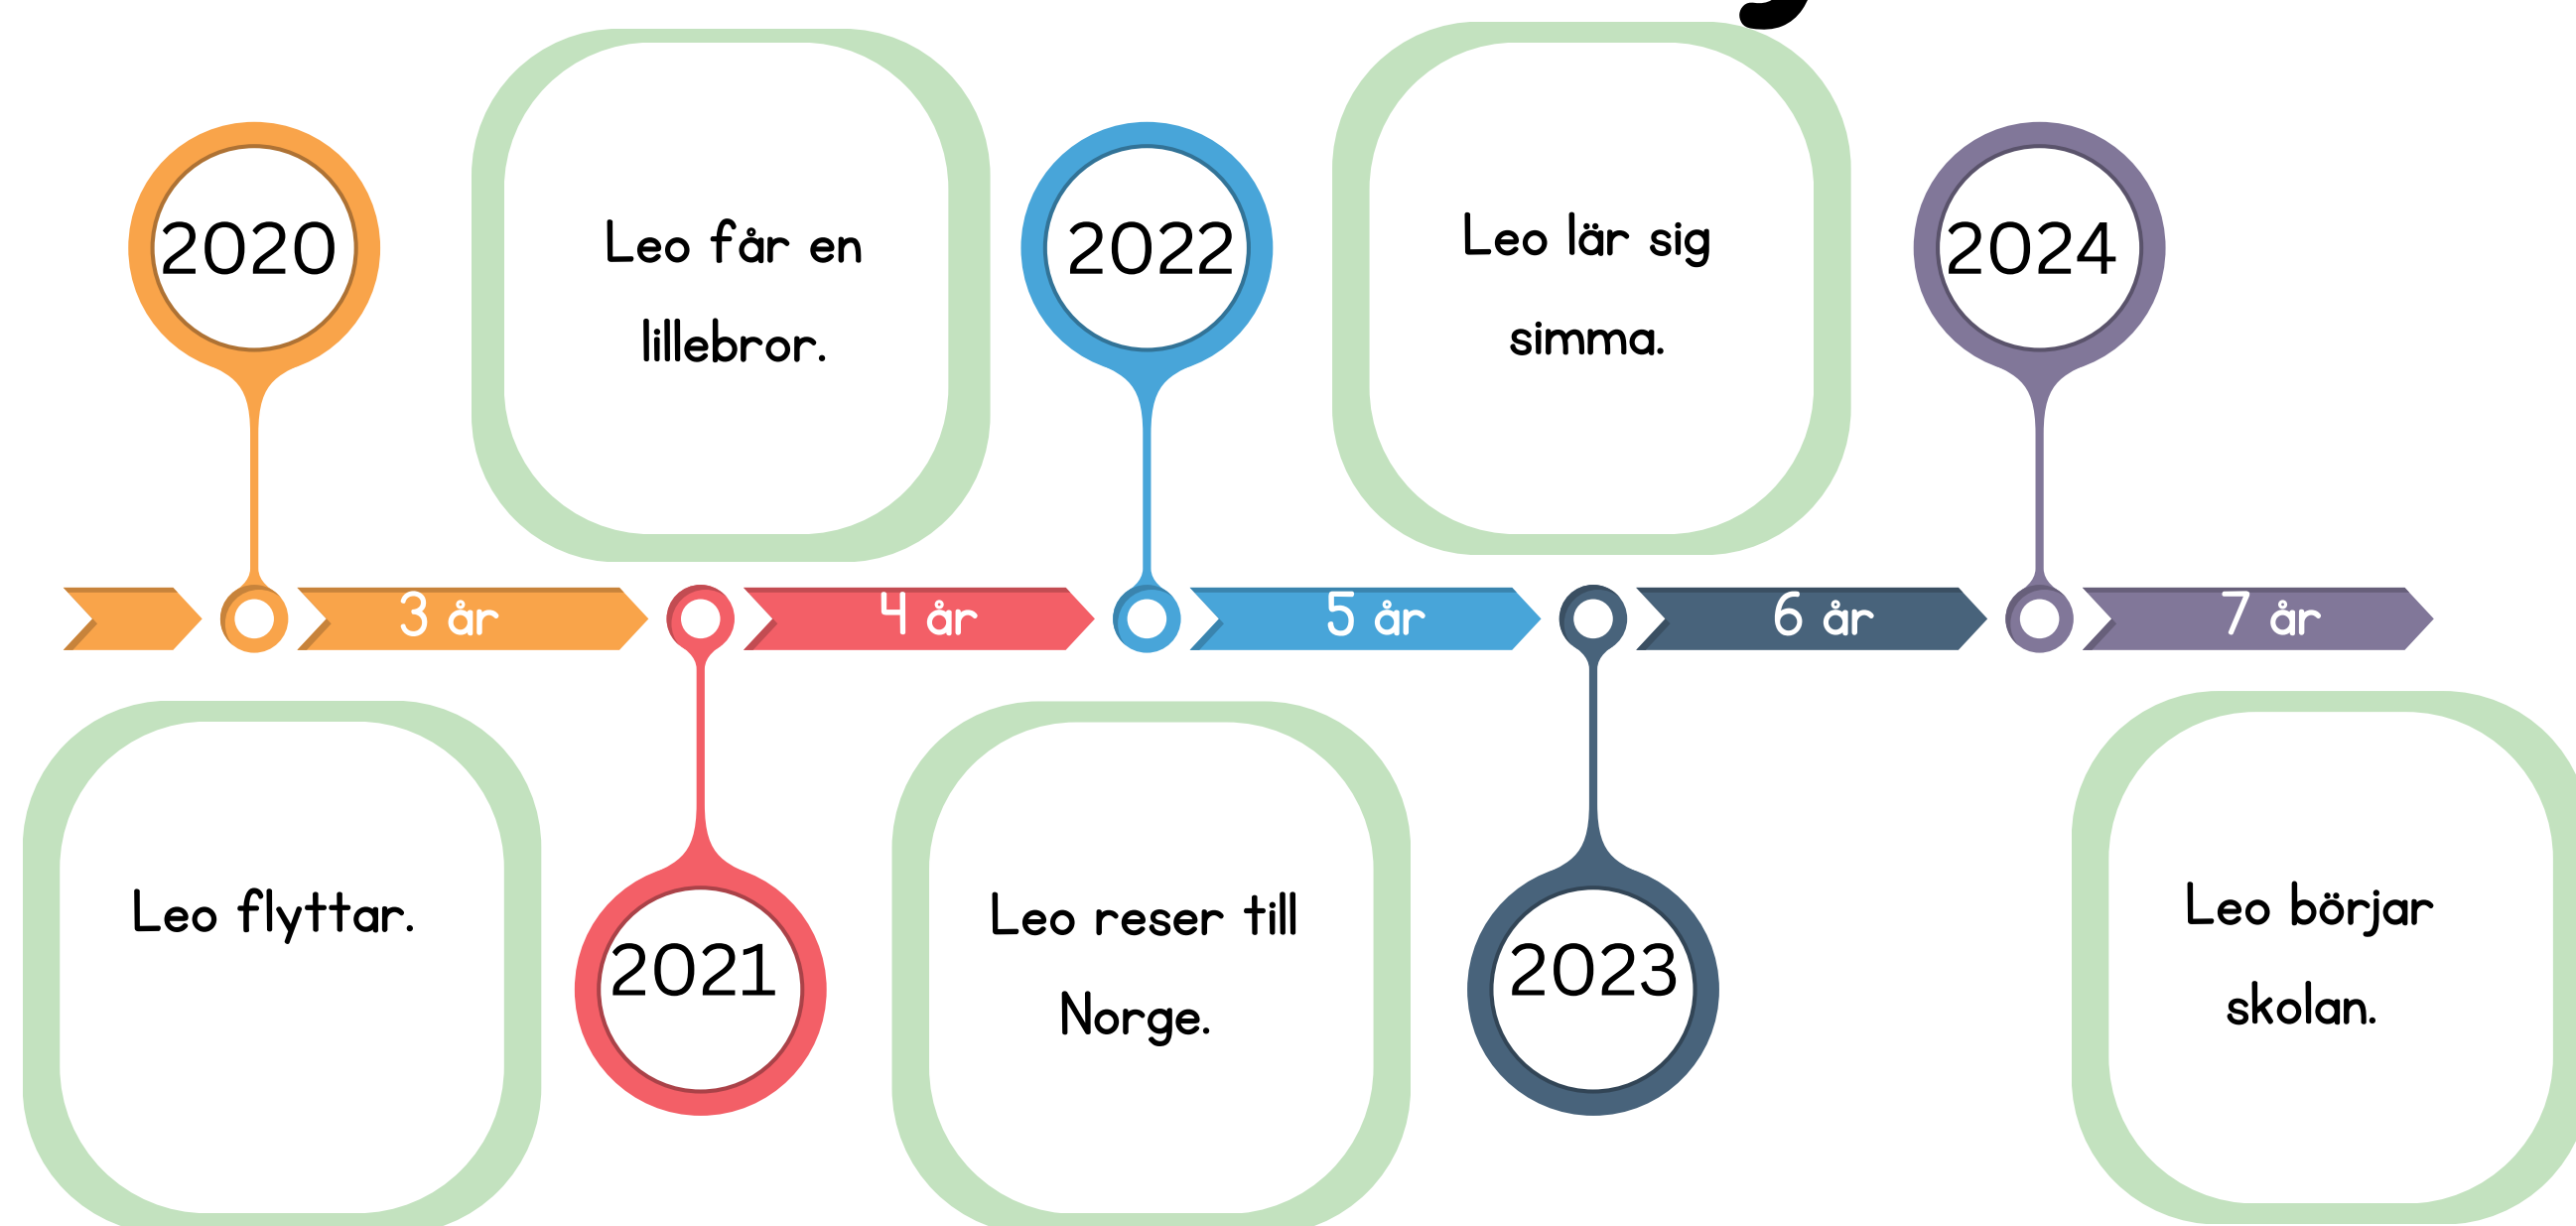 2020
Leo får en
lillebror.
2022
Leo lär sig
simma.
2024
3 år
4 år
5 år
6 år
7 år
Leo flyttar.
2021
Leo reser till
Norge.
2023
Leo börjar
skolan.